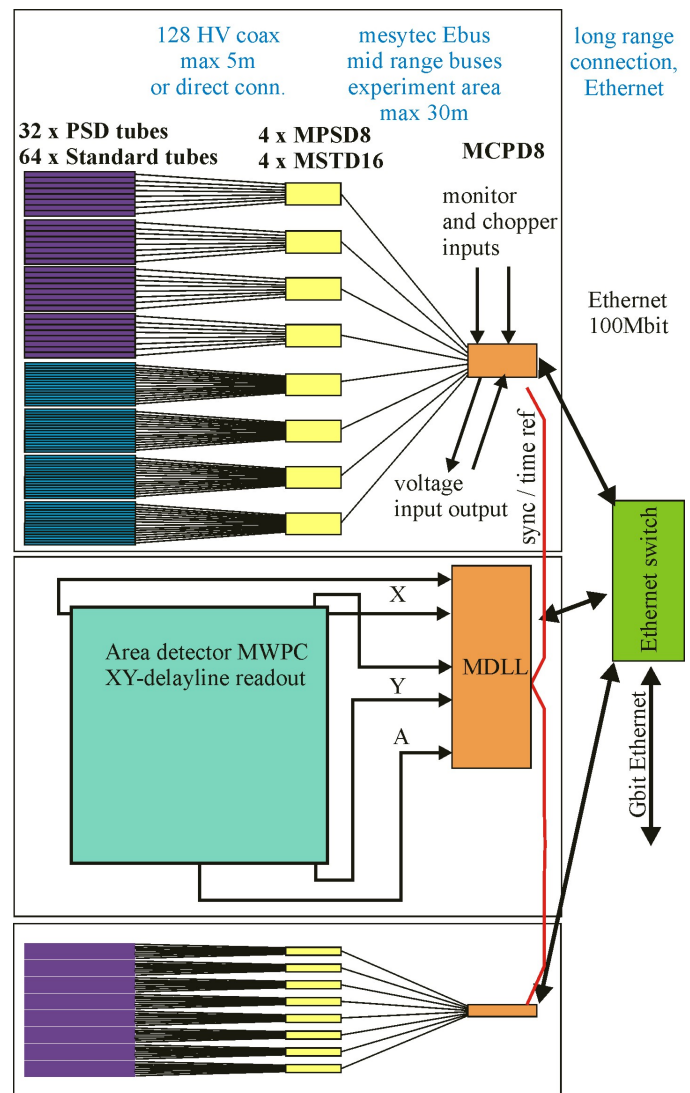 128 HV coax
max 5m
or direct conn.
mesytec Ebus
mid range buses
experiment area
max 30m
long range
connection,
Ethernet
32 x PSD tubes
64 x Standard tubes
4 x MPSD8
4 x MSTD16
MCPD8
monitor
and chopper
inputs
Ethernet
100Mbit
voltage
input output
sync / time ref
Ethernet switch
X
Area detector MWPC
XY-delayline readout
MDLL
Y
A
Gbit Ethernet